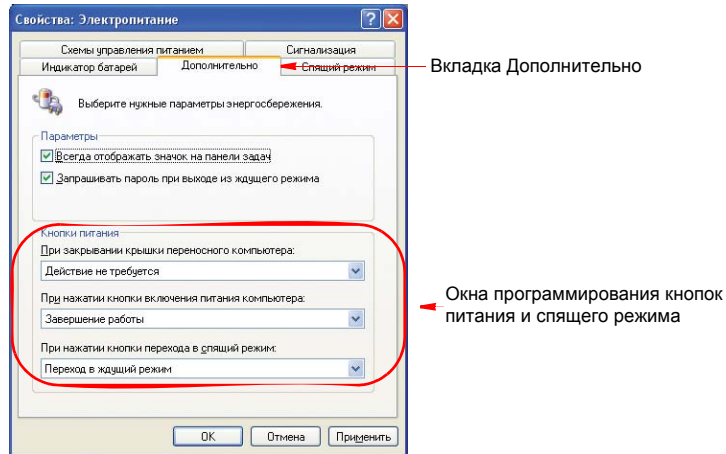 Свойства: Электропитание
Схемы управления питанием
Сигнализация
Индикатор батарей
Дополнительно
Спящий режим
Вкладка Дополнительно
Выберите нужные параметры энергосбережения.
Параметры
Всегда отображать значок на панели задач
Запрашивать пароль при выходе из ждущего режима
Кнопки питания
При закрывании крышки переносного компьютера:
Действие не требуется
При нажатии кнопки включения питания компьютера:
Завершение работы
При нажатии кнопки перехода в спящий режим:
Переход в ждущий режим
Окна программирования кнопок
питания и спящего режима
OK
Отмена
Применить